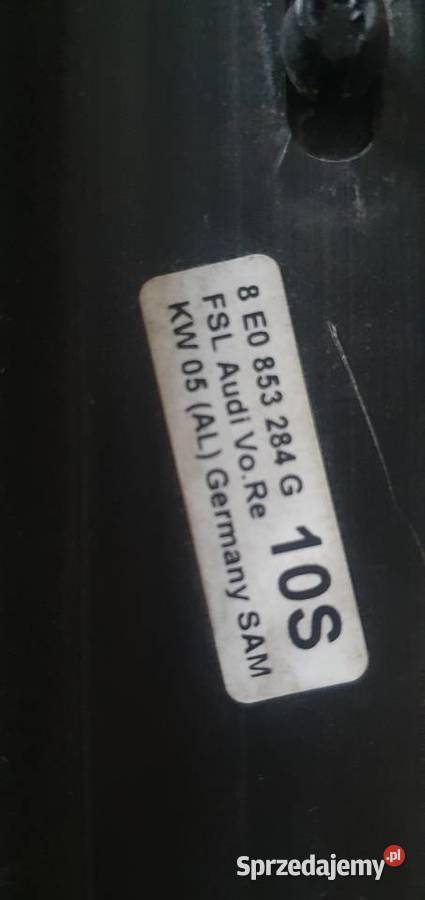 8 E0 853 284 G
FSL Audi Vo.Re
KW 05 (AL) Germany SAM
10S
Sprzedajemy.pl